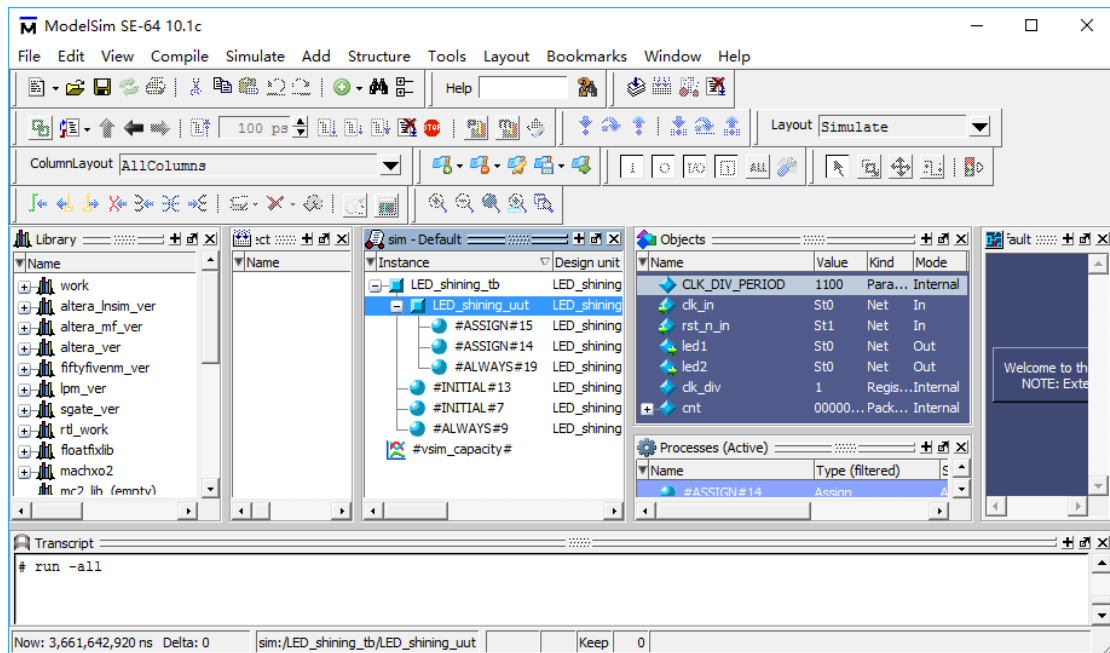 ModelSim SE-64 10.1c
File Edit View Compile Simulate Add Structure Tools Layout Bookmarks Window Help
Help
100 ps STOP Layout Simulate
ColumnLayout AllColumns ALL
Library
Name
work
altera_lnsim_ver
altera_mf_ver
altera_ver
fiftyfivenm_ver
lpm_ver
sgate_ver
rtl_work
floatfixlib
machxo2
mc2_lib (empty)
ect
Name
sim - Default
Instance Design unit
LED_shining_tb LED_shining
LED_shining_uut LED_shining
#ASSIGN#15 LED_shining
#ASSIGN#14 LED_shining
#ALWAYS#19 LED_shining
#INITIAL#13 LED_shining
#INITIAL#7 LED_shining
#ALWAYS#9 LED_shining
#vsim_capacity#
Objects
Name Value Kind Mode
CLK_DIV_PERIOD 1100 Para... Internal
clk_in St0 Net In
rst_n_in St1 Net In
led1 St0 Net Out
led2 St0 Net Out
clk_div 1 Regis... Internal
cnt 00000... Pack... Internal
Processes (Active)
Name Type (filtered) S
#ASSIGN#14 Assign A
fault
Welcome to th
NOTE: Exte
Transcript
# run -all
Now: 3,661,642,920 ns Delta: 0 sim:/LED_shining_tb/LED_shining_uut Keep 0